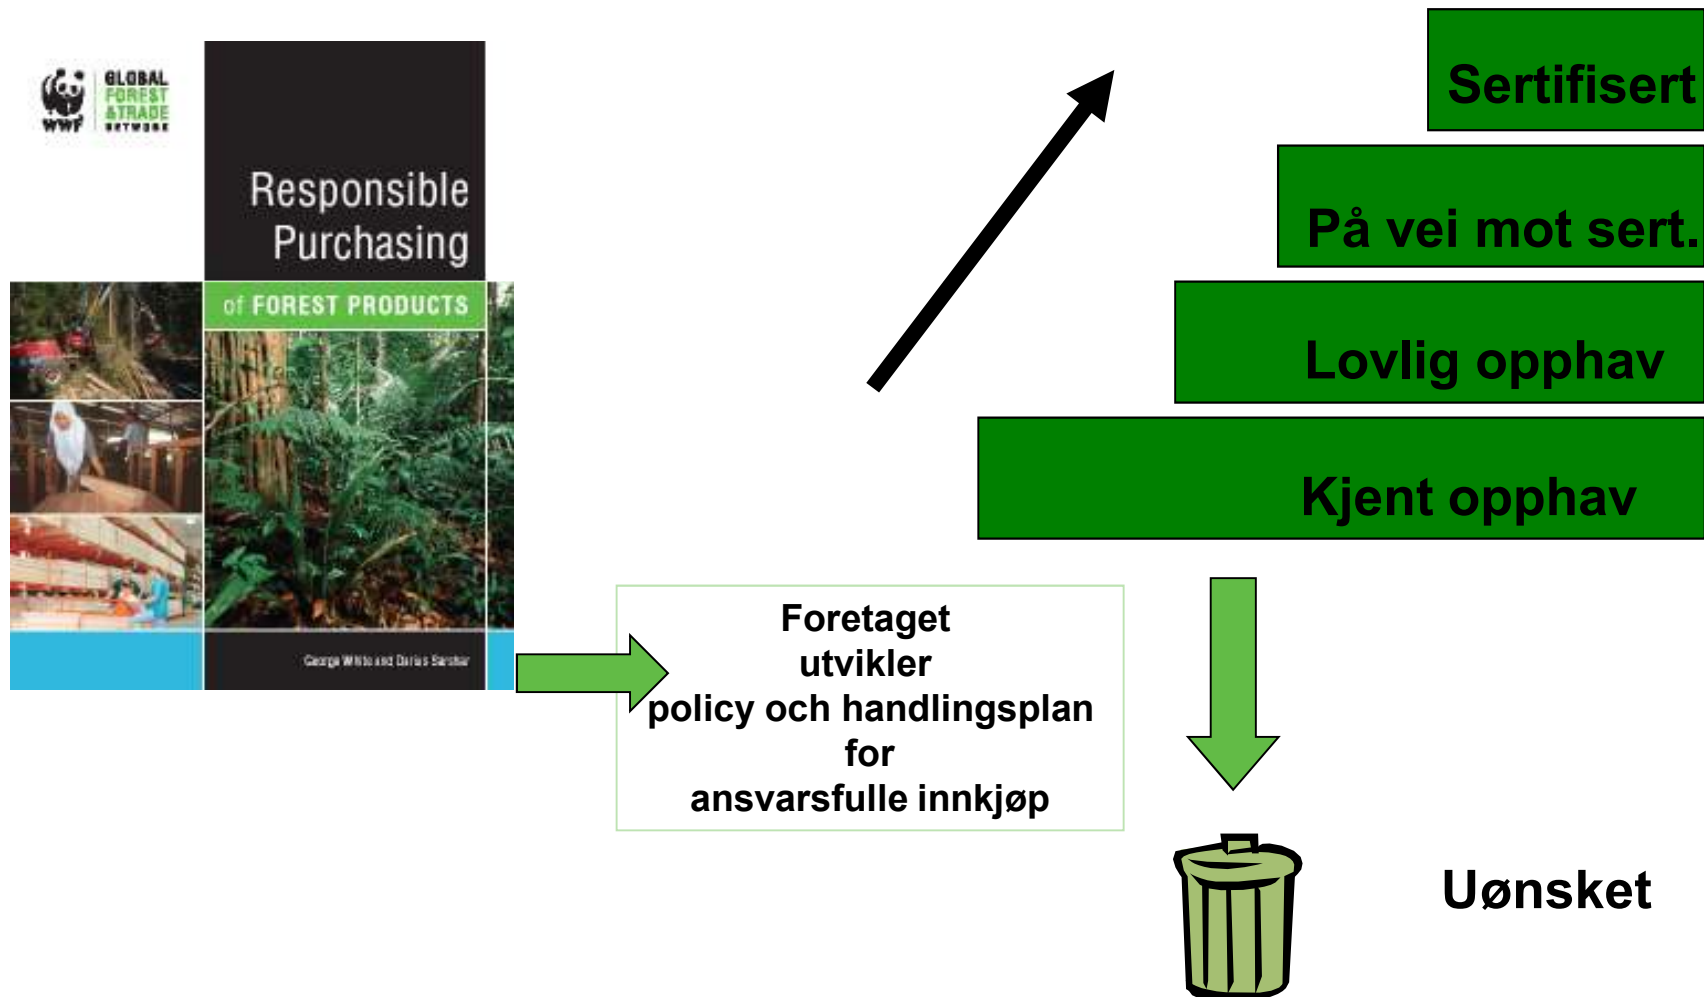 WWF
GLOBAL
FOREST
& TRADE
NETWORK
Responsible
Purchasing
of FOREST PRODUCTS
George White and Darius Sarshar
Sertifisert
På vei mot sert.
Lovlig opphav
Kjent opphav
Foretaget
utvikler
policy och handlingsplan
for
ansvarsfulle innkjøp
Uønsket